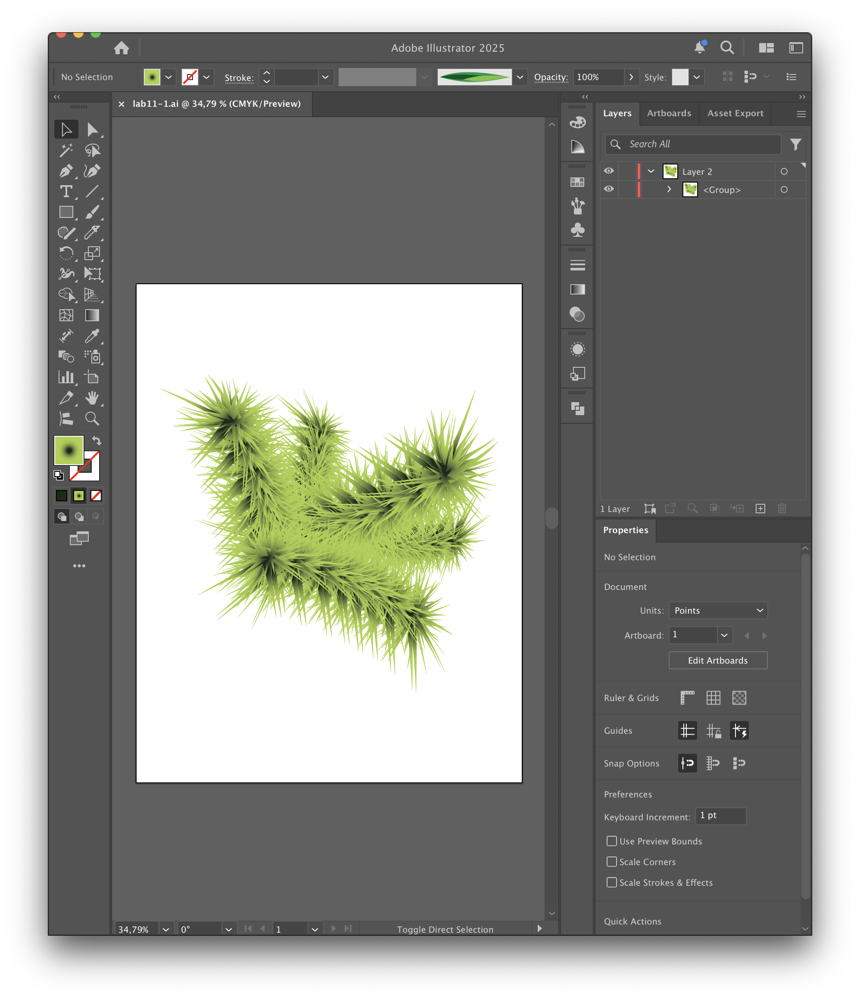 Adobe Illustrator 2025
No Selection
Stroke:
Opacity: 100%
Style:
lab11-1.ai @ 34,79 % (CMYK/Preview)
Layers Artboards Asset Export
Search All
Layer 2
<Group>
1 Layer
Properties
No Selection
Document
Units: Points
Artboard: 1
Edit Artboards
Ruler & Grids
Guides
Snap Options
Preferences
Keyboard Increment: 1 pt
Use Preview Bounds
Scale Corners
Scale Strokes & Effects
Quick Actions
34,79% 0° 1 Toggle Direct Selection